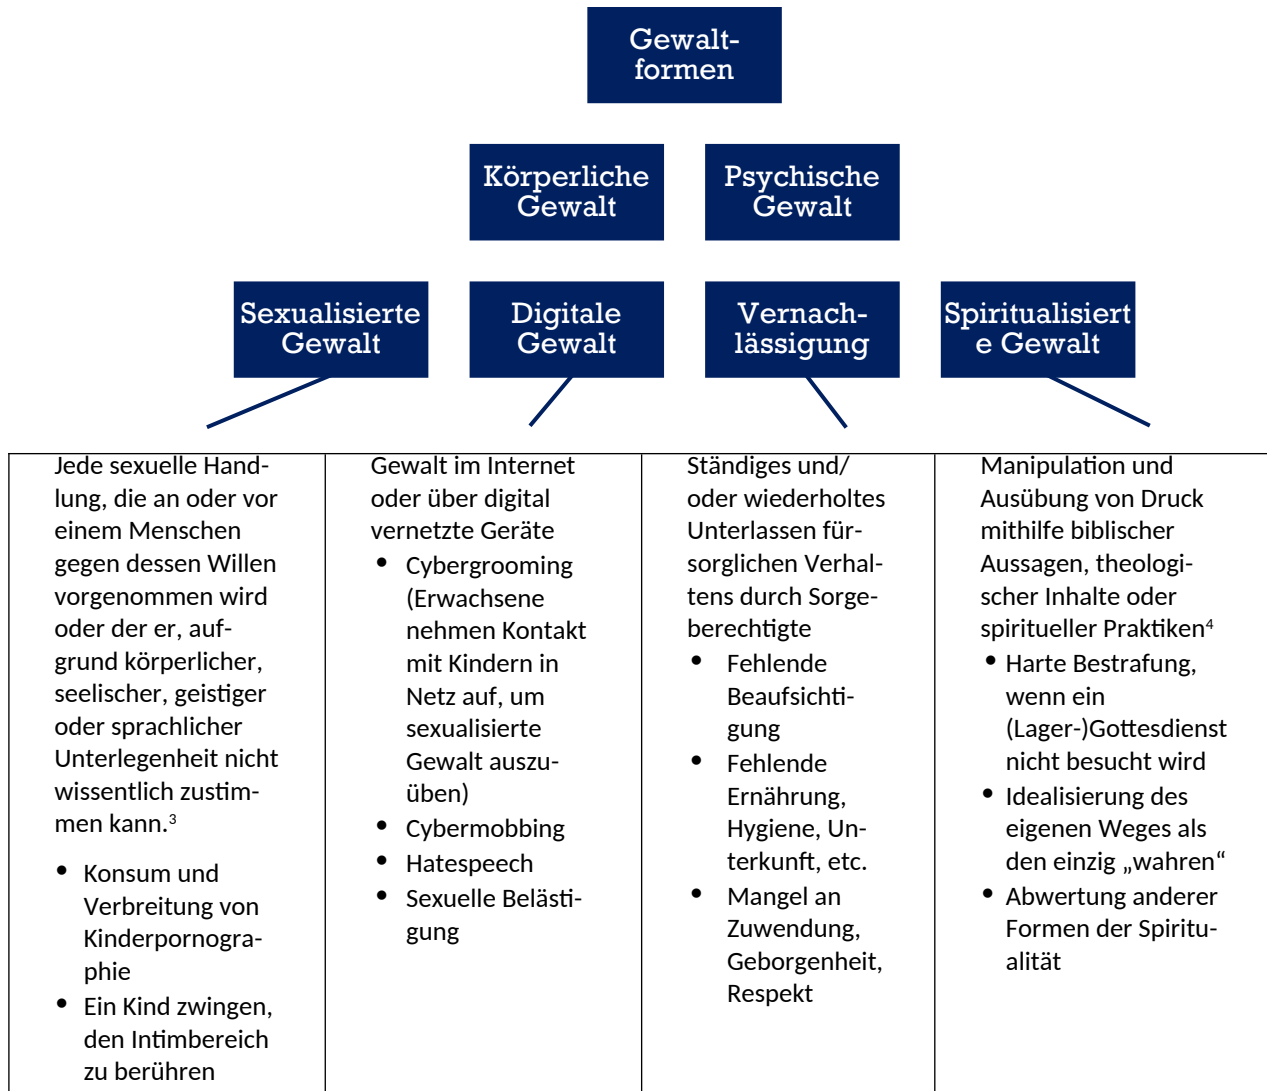 Gewalt-
formen
Körperliche
Gewalt
Psychische
Gewalt
Sexualisierte
Gewalt
Digitale
Gewalt
Vernach-
lässigung
Spiritualisiert
e Gewalt
Jede sexuelle Hand-
lung, die an oder vor
einem Menschen
gegen dessen Willen
vorgenommen wird
oder der er, auf-
grund körperlicher,
seelischer, geistiger
oder sprachlicher
Unterlegenheit nicht
wissentlich zustim-
men kann.³
• Konsum und
Verbreitung von
Kinderpornogra-
phie
• Ein Kind zwingen,
den Intimbereich
zu berühren
Gewalt im Internet
oder über digital
vernetzte Geräte
• Cybergrooming
(Erwachsene
nehmen Kontakt
mit Kindern in
Netz auf, um
sexualisierte
Gewalt auszu-
üben)
• Cybermobbing
• Hatespeech
• Sexuelle Belästi-
gung
Ständiges und/
oder wiederholtes
Unterlassen für-
sorglichen Verhal-
tens durch Sorge-
berechtigte
• Fehlende
Beaufsichti-
gung
• Fehlende
Ernährung,
Hygiene, Un-
terkunft, etc.
• Mangel an
Zuwendung,
Geborgenheit,
Respekt
Manipulation und
Ausübung von Druck
mithilfe biblischer
Aussagen, theologi-
scher Inhalte oder
spiritueller Praktiken⁴
• Harte Bestrafung,
wenn ein
(Lager-)Gottesdienst
nicht besucht wird
• Idealisierung des
eigenen Weges als
den einzig „wahren“
• Abwertung anderer
Formen der Spiritu-
alität